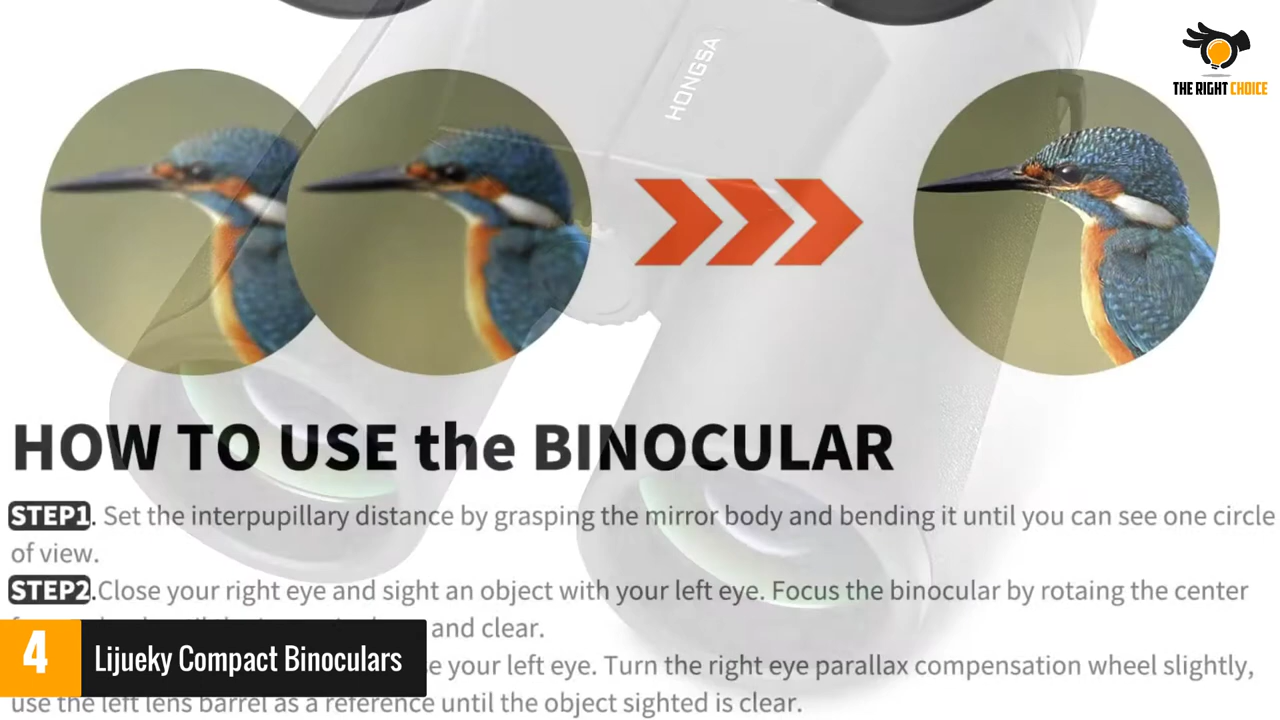 HONGSA
THE RIGHT CHOICE
HOW TO USE the BINOCULAR
STEP1. Set the interpupillary distance by grasping the mirror body and bending it until you can see one circle
of view.
STEP2.Close your right eye and sight an object with your left eye. Focus the binocular by rotaing the center
and clear.
4 Lijueky Compact Binoculars
e your left eye. Turn the right eye parallax compensation wheel slightly,
use the left lens barrel as a reference until the object sighted is clear.